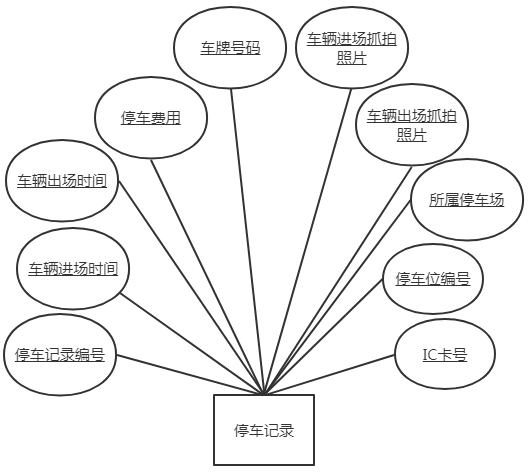 车牌号码
车辆进场抓拍
照片
停车费用
车辆出场抓拍
照片
车辆出场时间
所属停车场
车辆进场时间
停车位编号
停车记录编号
IC卡号
停车记录